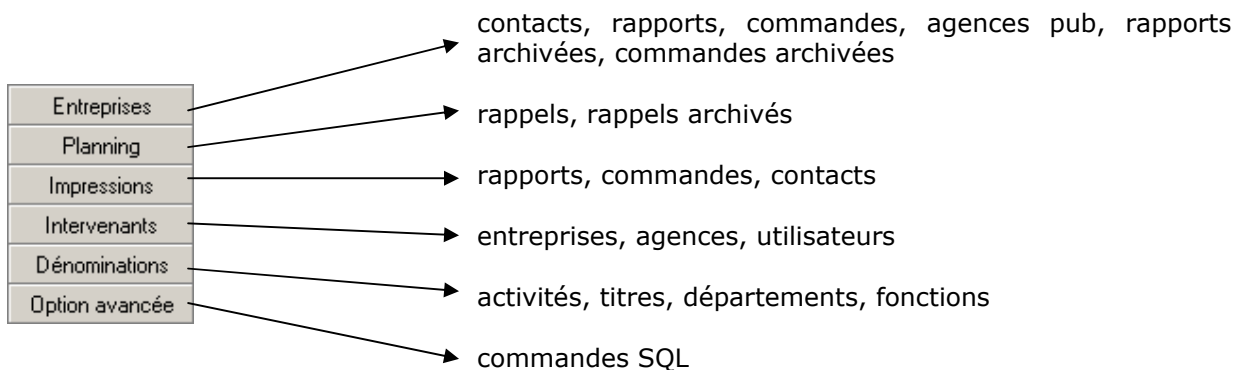 contacts, rapports, commandes, agences pub, rapports
archivées, commandes archivées
Entreprises
rappels, rappels archivés
Planning
Impressions
rapports, commandes, contacts
Intervenants
entreprises, agences, utilisateurs
Dénominations
activités, titres, départements, fonctions
Option avancée
commandes SQL